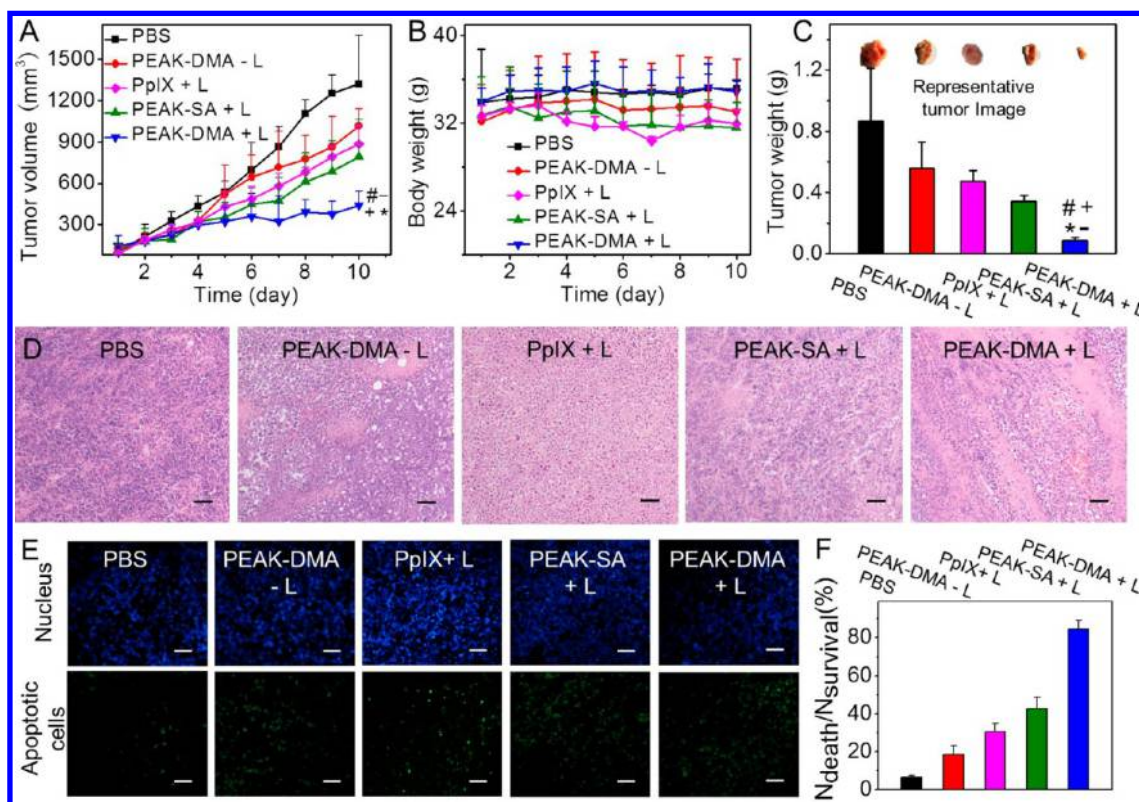 A
Tumor volume (mm³)
1500
1200
900
600
300
2 4 6 8 10
Time (day)
PBS
PEAK-DMA - L
PpIX + L
PEAK-SA + L
PEAK-DMA + L
# -
+ *
B
Body weight (g)
40
32
24
2 4 6 8 10
Time (day)
PBS
PEAK-DMA - L
PpIX + L
PEAK-SA + L
PEAK-DMA + L
C
Tumor weight (g)
1.2
0.8
0.4
0.0
Representative
tumor Image
# +
* -
PBS
PEAK-DMA - L
PpIX + L
PEAK-SA + L
PEAK-DMA + L
D
PBS
PEAK-DMA - L
PpIX + L
PEAK-SA + L
PEAK-DMA + L
E
Nucleus
PBS
PEAK-DMA
- L
PpIX+ L
PEAK-SA
+ L
PEAK-DMA
+ L
Apoptotic
cells
F
PBS
PEAK-DMA - L
PpIX+ L
PEAK-SA + L
PEAK-DMA + L
Ndeath/Nsurvival(%)
80
60
40
20
0